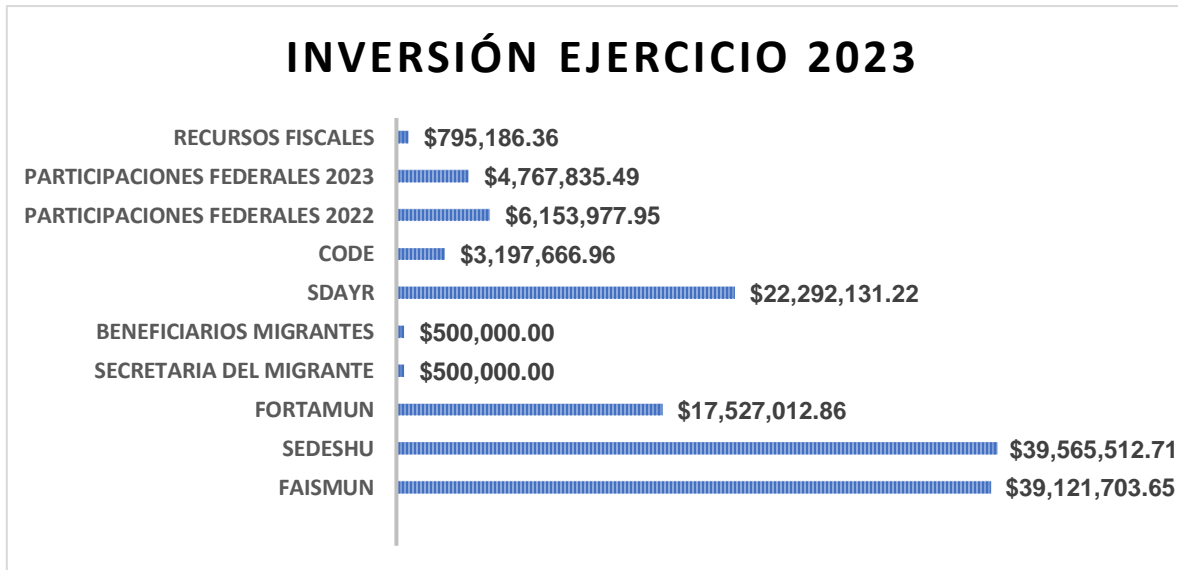 INVERSIÓN EJERCICIO 2023
RECURSOS FISCALES $795,186.36
PARTICIPACIONES FEDERALES 2023 $4,767,835.49
PARTICIPACIONES FEDERALES 2022 $6,153,977.95
CODE $3,197,666.96
SDAYR $22,292,131.22
BENEFICIARIOS MIGRANTES $500,000.00
SECRETARIA DEL MIGRANTE $500,000.00
FORTAMUN $17,527,012.86
SEDESHU $39,565,512.71
FAISMUN $39,121,703.65